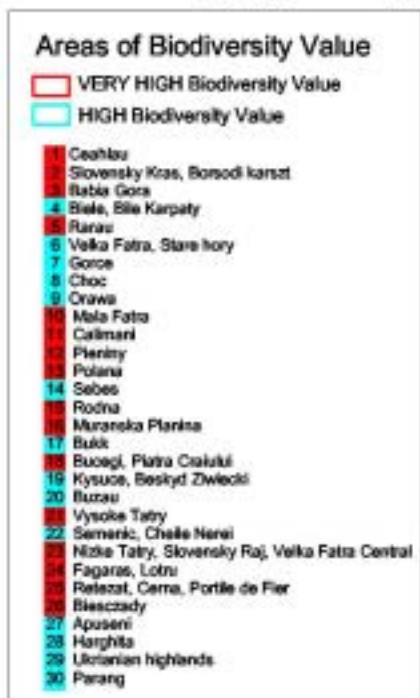 Areas of Biodiversity Value
VERY HIGH Biodiversity Value
HIGH Biodiversity Value
1 Ceahlau
2 Slovensky Kras, Borsodi karszt
3 Babia Gora
4 Biele, Bile Karpaty
5 Rarau
6 Velka Fatra, Stare hory
7 Gorce
8 Choc
9 Orawa
10 Mala Fatra
11 Calimani
12 Pieniny
13 Polana
14 Sebes
15 Rodna
16 Muranska Planina
17 Bukk
18 Bucegi, Piatra Craiului
19 Kysuce, Beskyd Ziwiecki
20 Buzau
21 Vysoke Tatry
22 Semenic, Cheile Nerei
23 Nizke Tatry, Slovensky Raj, Velka Fatra Central
24 Fagaras, Lotru
25 Retezat, Cerna, Portile de Fier
26 Biesczady
27 Apuseni
28 Harghita
29 Ukrianian highlands
30 Parang